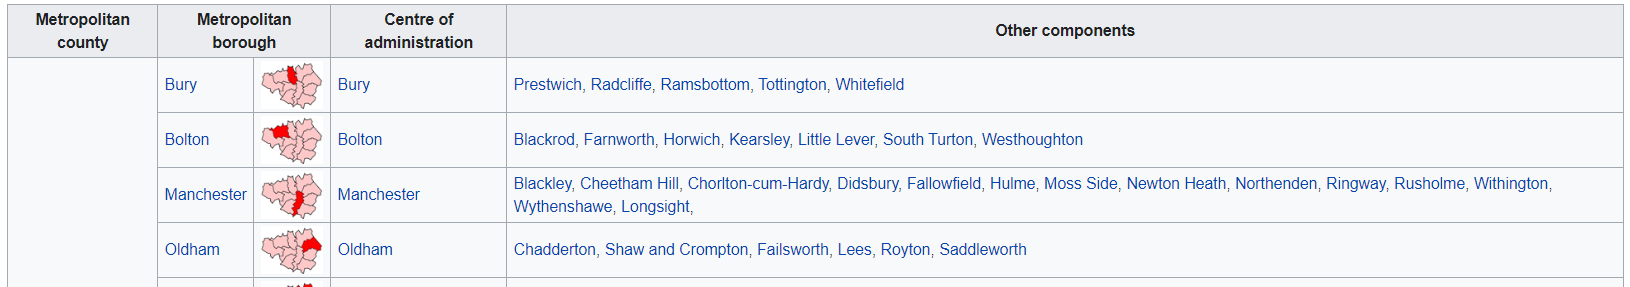 Metropolitan county Metropolitan borough Centre of administration Other components
Bury Bury Prestwich, Radcliffe, Ramsbottom, Tottington, Whitefield
Bolton Bolton Blackrod, Farnworth, Horwich, Kearsley, Little Lever, South Turton, Westhoughton
Manchester Manchester Blackley, Cheetham Hill, Chorlton-cum-Hardy, Didsbury, Fallowfield, Hulme, Moss Side, Newton Heath, Northenden, Ringway, Rusholme, Withington,
Wythenshawe, Longsight,
Oldham Oldham Chadderton, Shaw and Crompton, Failsworth, Lees, Royton, Saddleworth